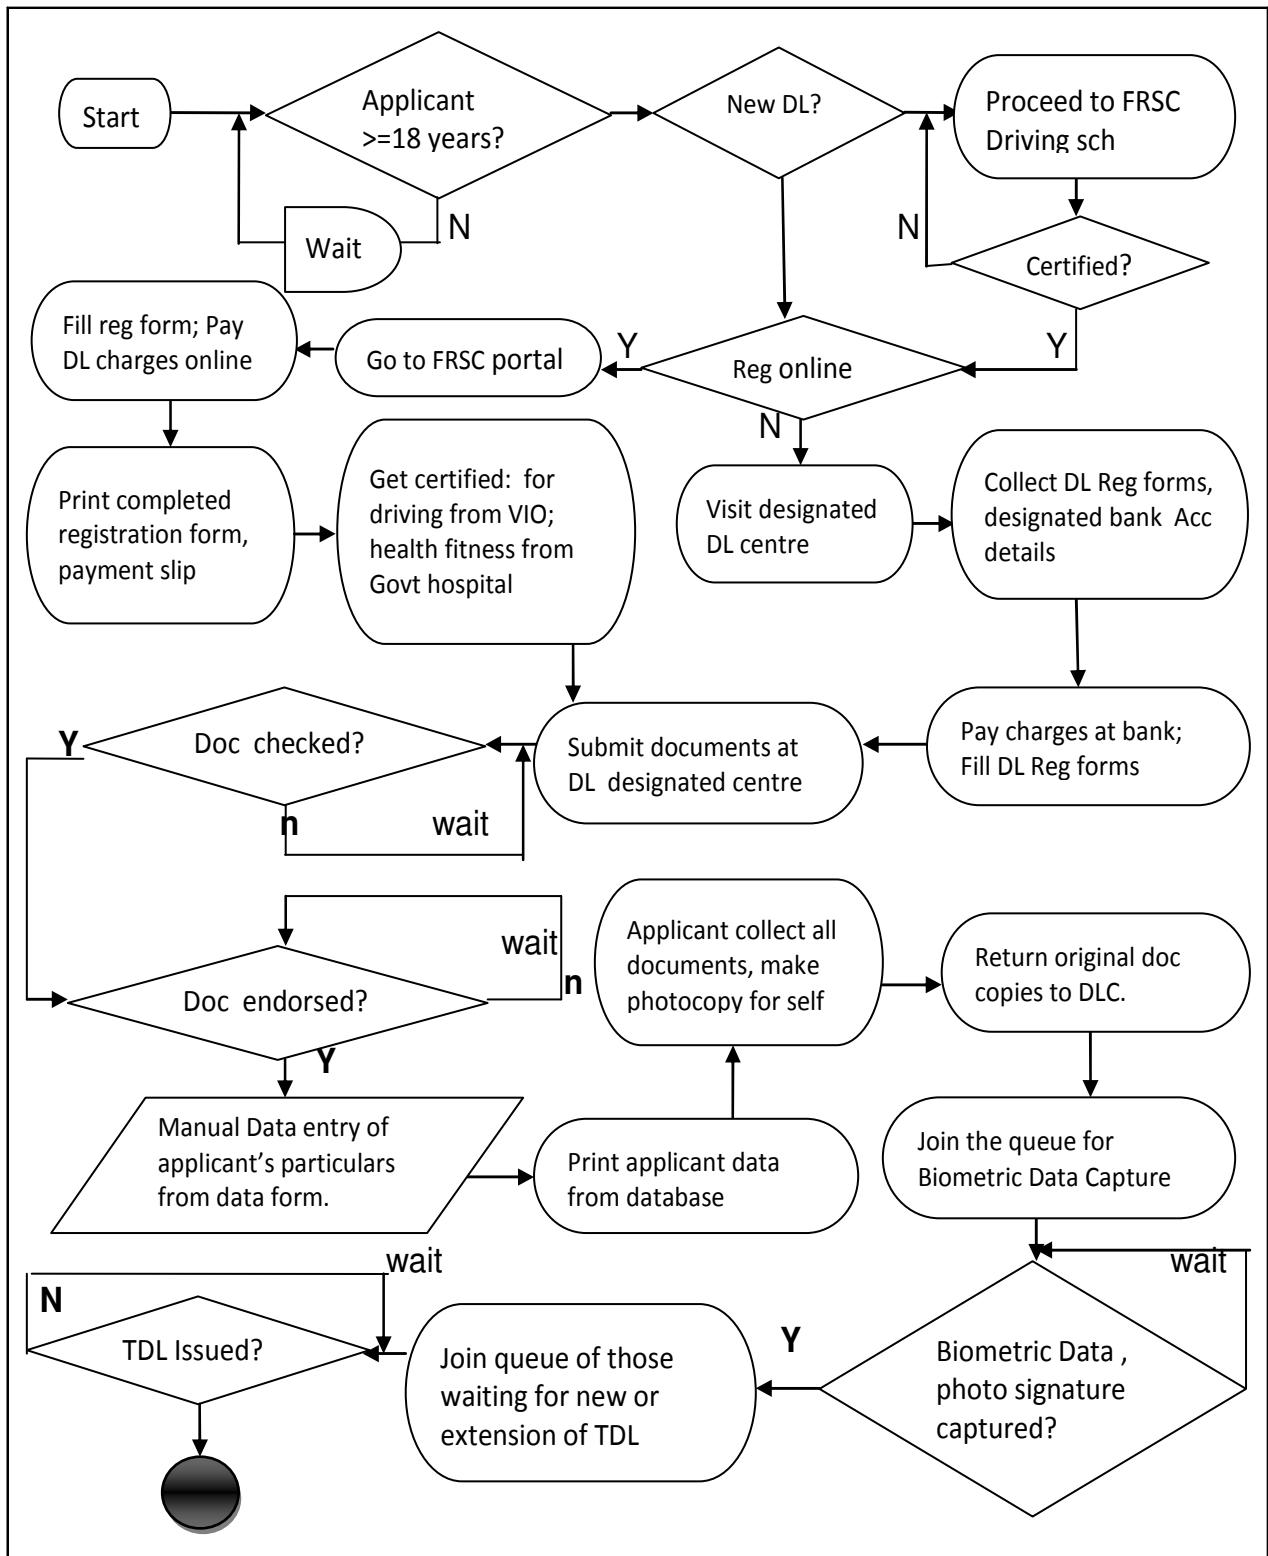 Start
Applicant
>=18 years?
New DL?
Proceed to FRSC
Driving sch
N
Wait
N
Certified?
Fill reg form; Pay
DL charges online
Go to FRSC portal
Y
Reg online
Y
N
Print completed
registration form,
payment slip
Get certified:  for
driving from VIO;
health fitness from
Govt hospital
Visit designated
DL centre
Collect DL Reg forms,
designated bank  Acc
details
Y
Doc  checked?
n
wait
Submit documents at
DL  designated centre
Pay charges at bank;
Fill DL Reg forms
wait
n
Doc  endorsed?
Y
Applicant collect all
documents, make
photocopy for self
Return original doc
copies to DLC.
Manual Data entry of
applicant’s particulars
from data form.
Print applicant data
from database
Join the queue for
Biometric Data Capture
wait
N
TDL Issued?
Join queue of those
waiting for new or
extension of TDL
Y
wait
Biometric Data ,
photo signature
captured?